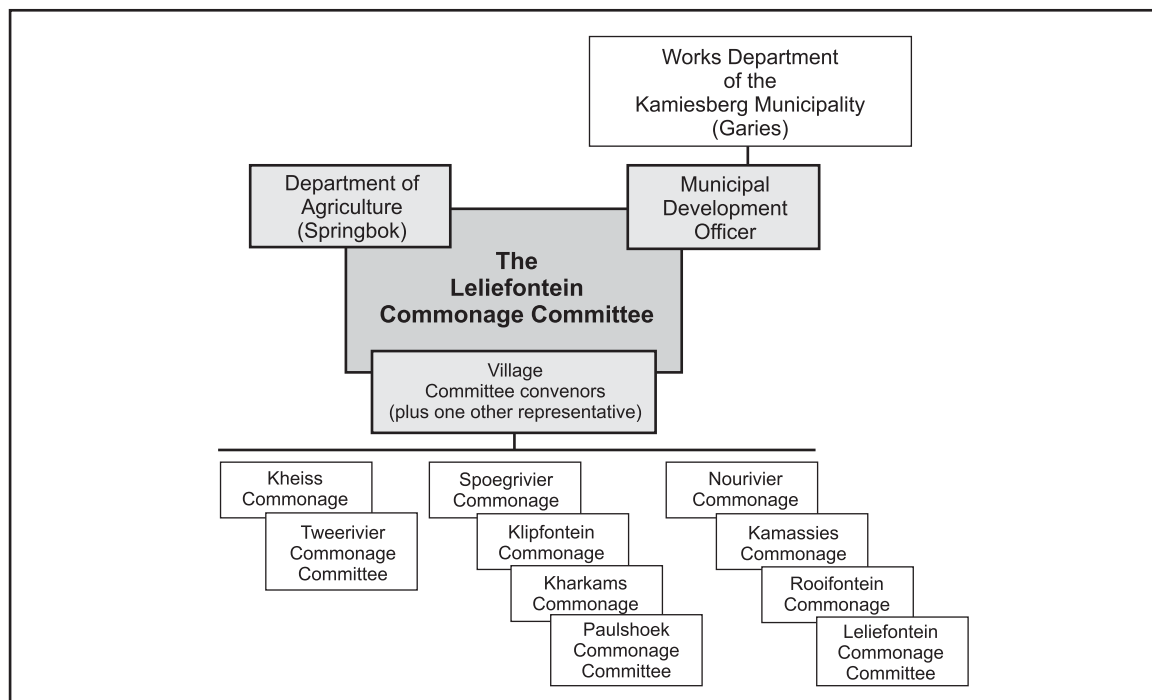 Works Department
of the
Kamiesberg Municipality
(Garies)
Department of
Agriculture
(Springbok)
Municipal
Development
Officer
The
Leliefontein
Commonage Committee
Village
Committee convenors
(plus one other representative)
Kheiss
Commonage
Tweerivier
Commonage
Committee
Spoegrivier
Commonage
Klipfontein
Commonage
Kharkams
Commonage
Paulshoek
Commonage
Committee
Nourivier
Commonage
Kamassies
Commonage
Rooifontein
Commonage
Leliefontein
Commonage
Committee